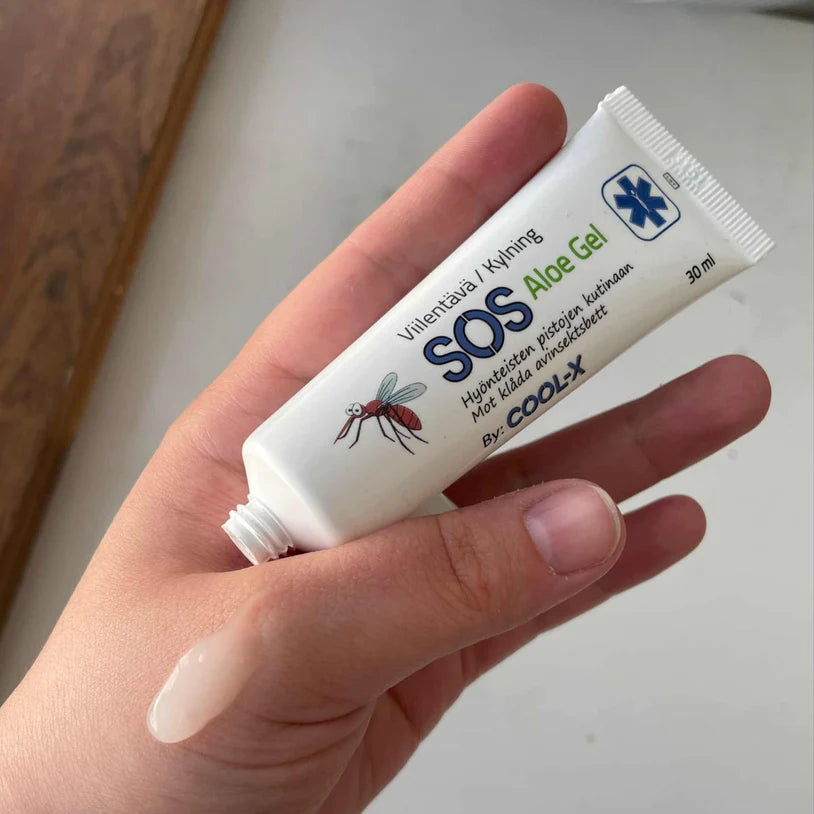 Viilentävä / Kylning
SOS Aloe Gel
Hyönteisten pistojen kutinaan
Mot klåda avinsektsbett
By: COOL-X
30 ml